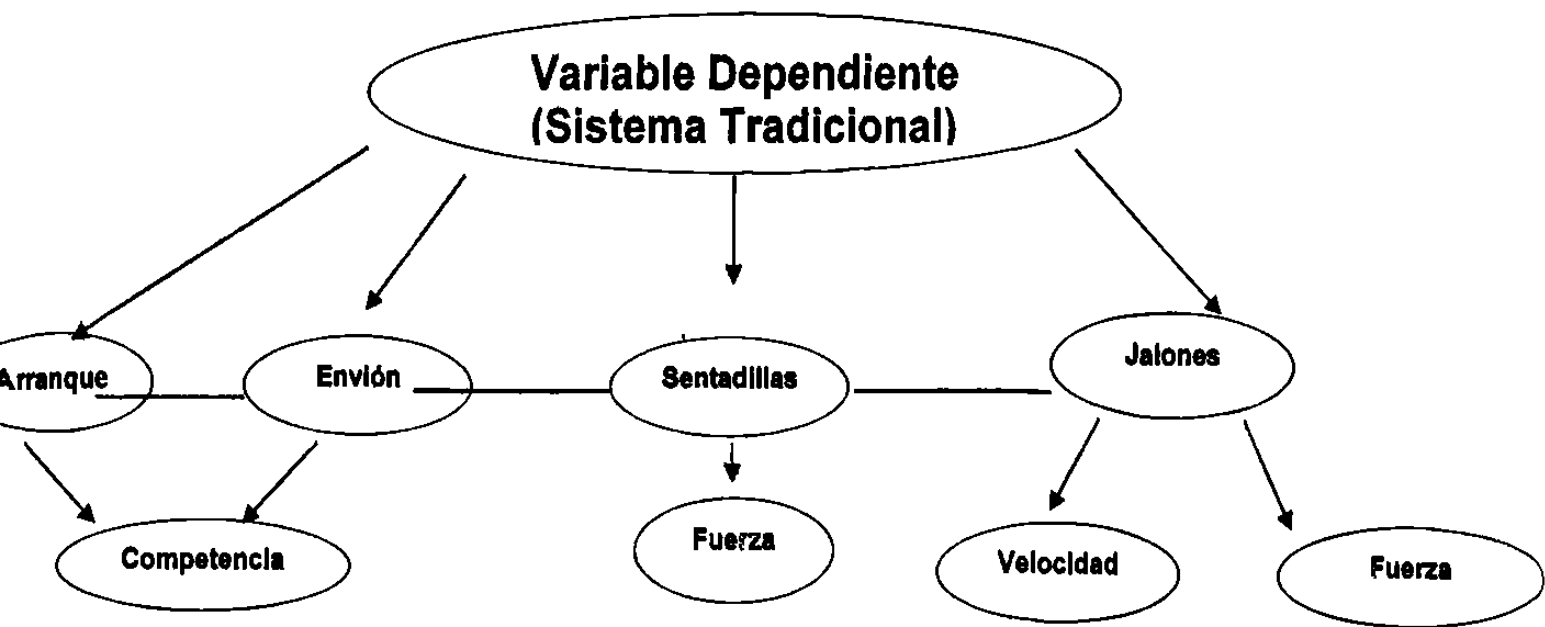 Variable Dependiente
(Sistema Tradicional)
Arranque
Envión
Sentadillas
Jalones
Competencia
Fuerza
Velocidad
Fuerza